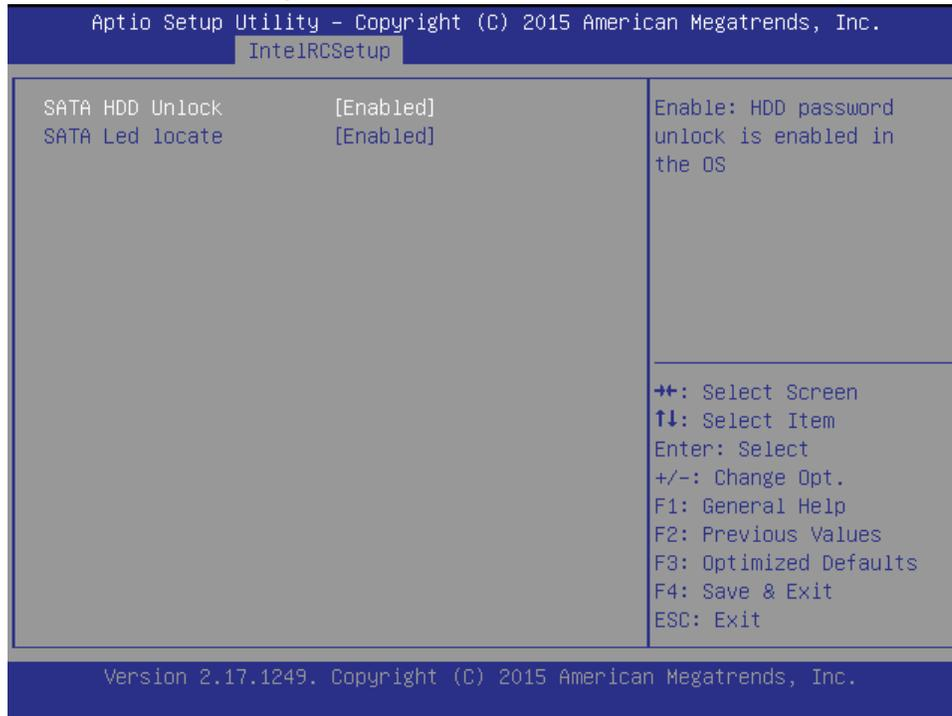 Aptio Setup Utility – Copyright (C) 2015 American Megatrends, Inc.
IntelRCSetup
SATA HDD Unlock [Enabled]
SATA Led locate [Enabled]
Enable: HDD password
unlock is enabled in
the OS
→←: Select Screen
↑↓: Select Item
Enter: Select
+/-: Change Opt.
F1: General Help
F2: Previous Values
F3: Optimized Defaults
F4: Save & Exit
ESC: Exit
Version 2.17.1249. Copyright (C) 2015 American Megatrends, Inc.